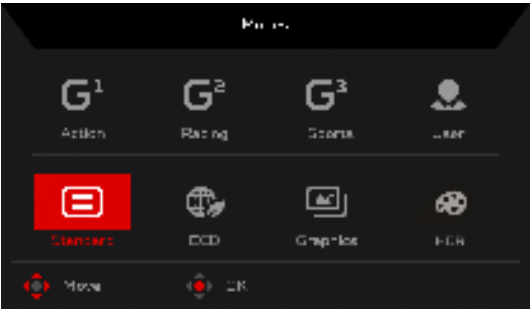 Modes
G¹ G² G³
Action Racing Sports User
Standard ECO Graphics HDR
Move OK